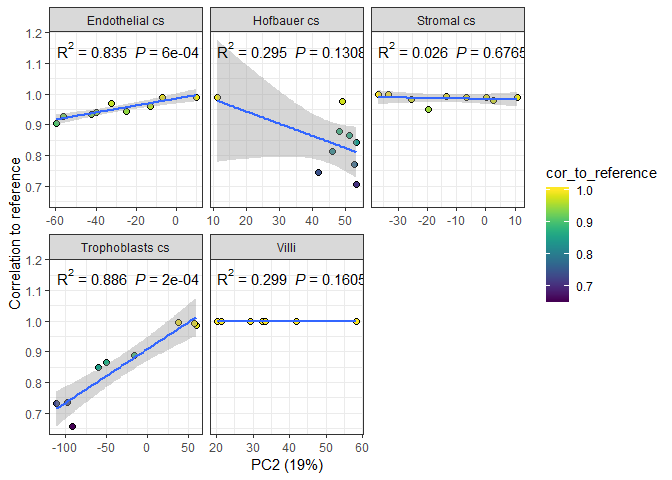 Endothelial cs
Hofbauer cs
Stromal cs
R² = 0.835 P = 6e-04
R² = 0.295 P = 0.1308
R² = 0.026 P = 0.6765
1.2
1.1
1.0
0.9
0.8
0.7
-60 -40 -20 0
10 20 30 40 50
-30 -20 -10 0 10
Trophoblasts cs
Villi
R² = 0.886 P = 2e-04
R² = 0.299 P = 0.1605
1.2
1.1
1.0
0.9
0.8
0.7
-100 -50 0 50
20 30 40 50 60
Correlation to reference
PC2 (19%)
cor_to_reference
1.0
0.9
0.8
0.7